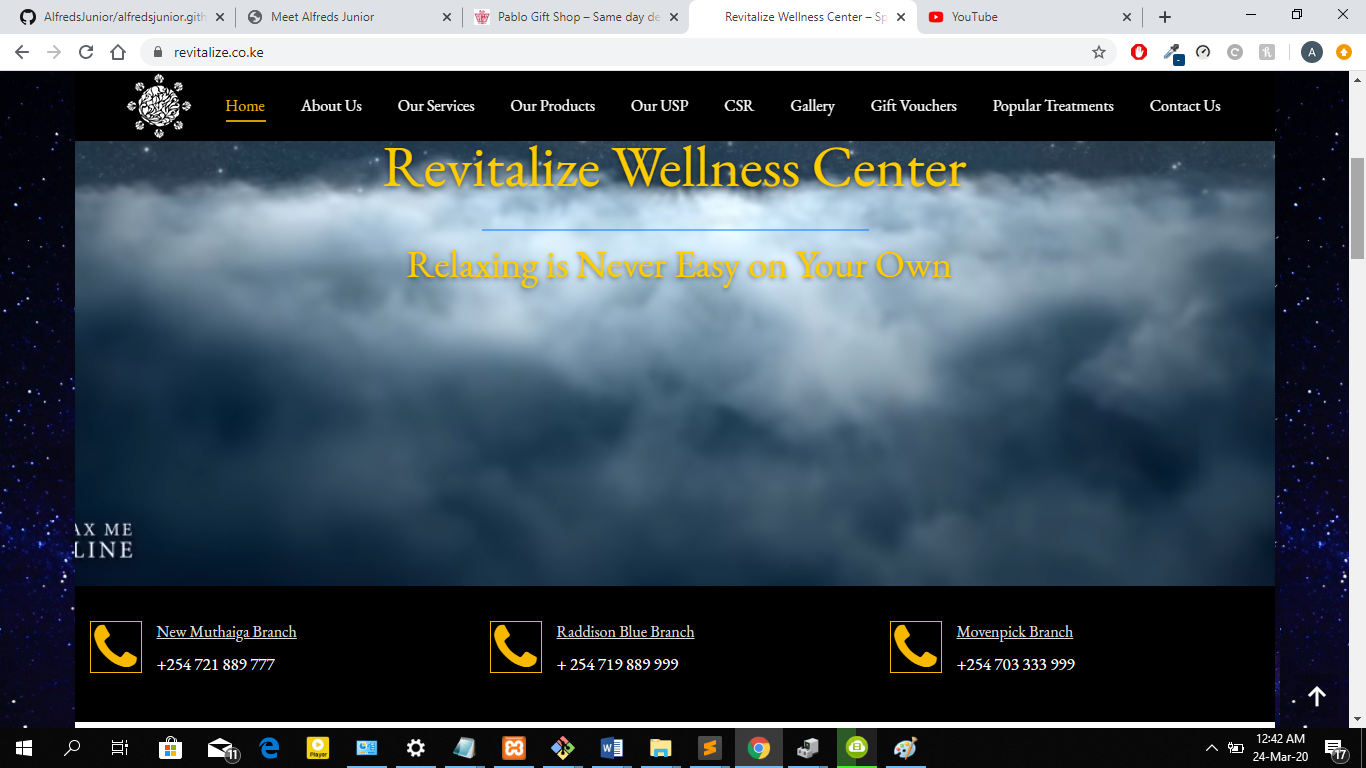 AlfredsJunior/alfredsjunior.gith
Meet Alfreds Junior
Pablo Gift Shop – Same day de
Revitalize Wellness Center – Sp
YouTube
revitalize.co.ke
A
Home
About Us
Our Services
Our Products
Our USP
CSR
Gallery
Gift Vouchers
Popular Treatments
Contact Us
Revitalize Wellness Center
Relaxing is Never Easy on Your Own
AX ME
LINE
New Muthaiga Branch
+254 721 889 777
Raddison Blue Branch
+ 254 719 889 999
Movenpick Branch
+254 703 333 999
11
Player
12:42 AM
24-Mar-20
17